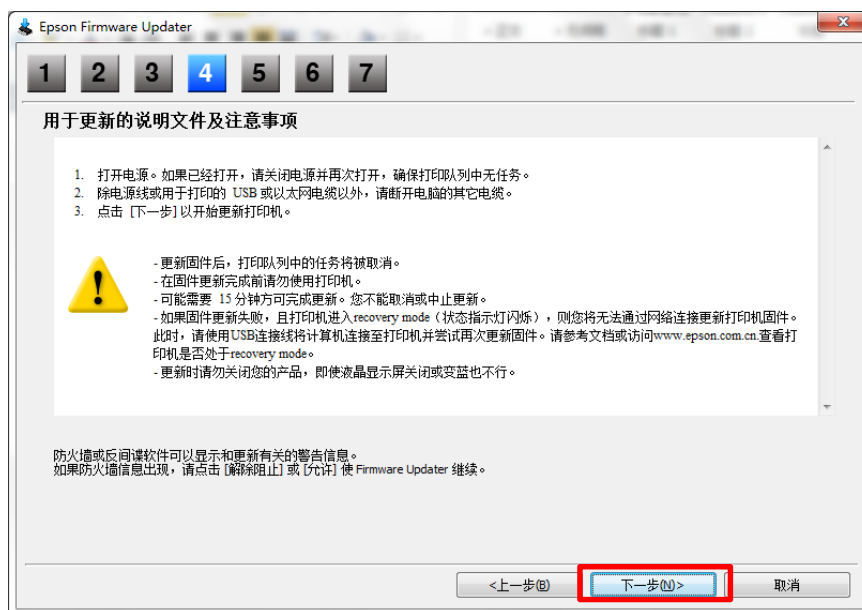 Epson Firmware Updater
1 2 3 4 5 6 7
用于更新的说明文件及注意事项
1. 打开电源。如果已经打开，请关闭电源并再次打开，确保打印队列中无任务。
2. 除电源线或用于打印的 USB 或以太网电缆以外，请断开电脑的其它电缆。
3. 点击 [下一步] 以开始更新打印机。
- 更新固件后，打印队列中的任务将被取消。
- 在固件更新完成前请勿使用打印机。
- 可能需要 15 分钟方可完成更新。您不能取消或中止更新。
- 如果固件更新失败，且打印机进入recovery mode（状态指示灯闪烁），则您将无法通过网络连接更新打印机固件。
此时，请使用USB连接线将计算机连接至打印机并尝试再次更新固件。请参考文档或访问www.epson.com.cn.查看打
印机是否处于recovery mode。
- 更新时请勿关闭您的产品，即使液晶显示屏关闭或变蓝也不行。
防火墙或反间谍软件可以显示和更新有关的警告信息。
如果防火墙信息出现，请点击 [解除阻止] 或 [允许] 使 Firmware Updater 继续。
<上一步(B) 下一步(N)> 取消